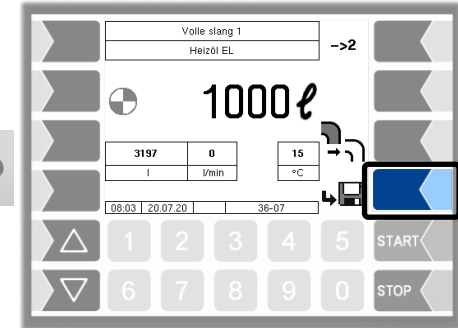 Volle slang 1
->2
Heizöl EL
1000 ℓ
3197 0 15
l l/min °C
08:03 20.07.20 36-07
1 2 3 4 5 START
6 7 8 9 0 STOP